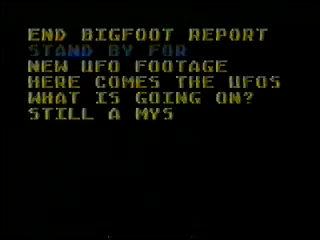 END BIGFOOT REPORT
STAND BY FOR
NEW UFO FOOTAGE
HERE COMES THE UFOS
WHAT IS GOING ON?
STILL A MYS